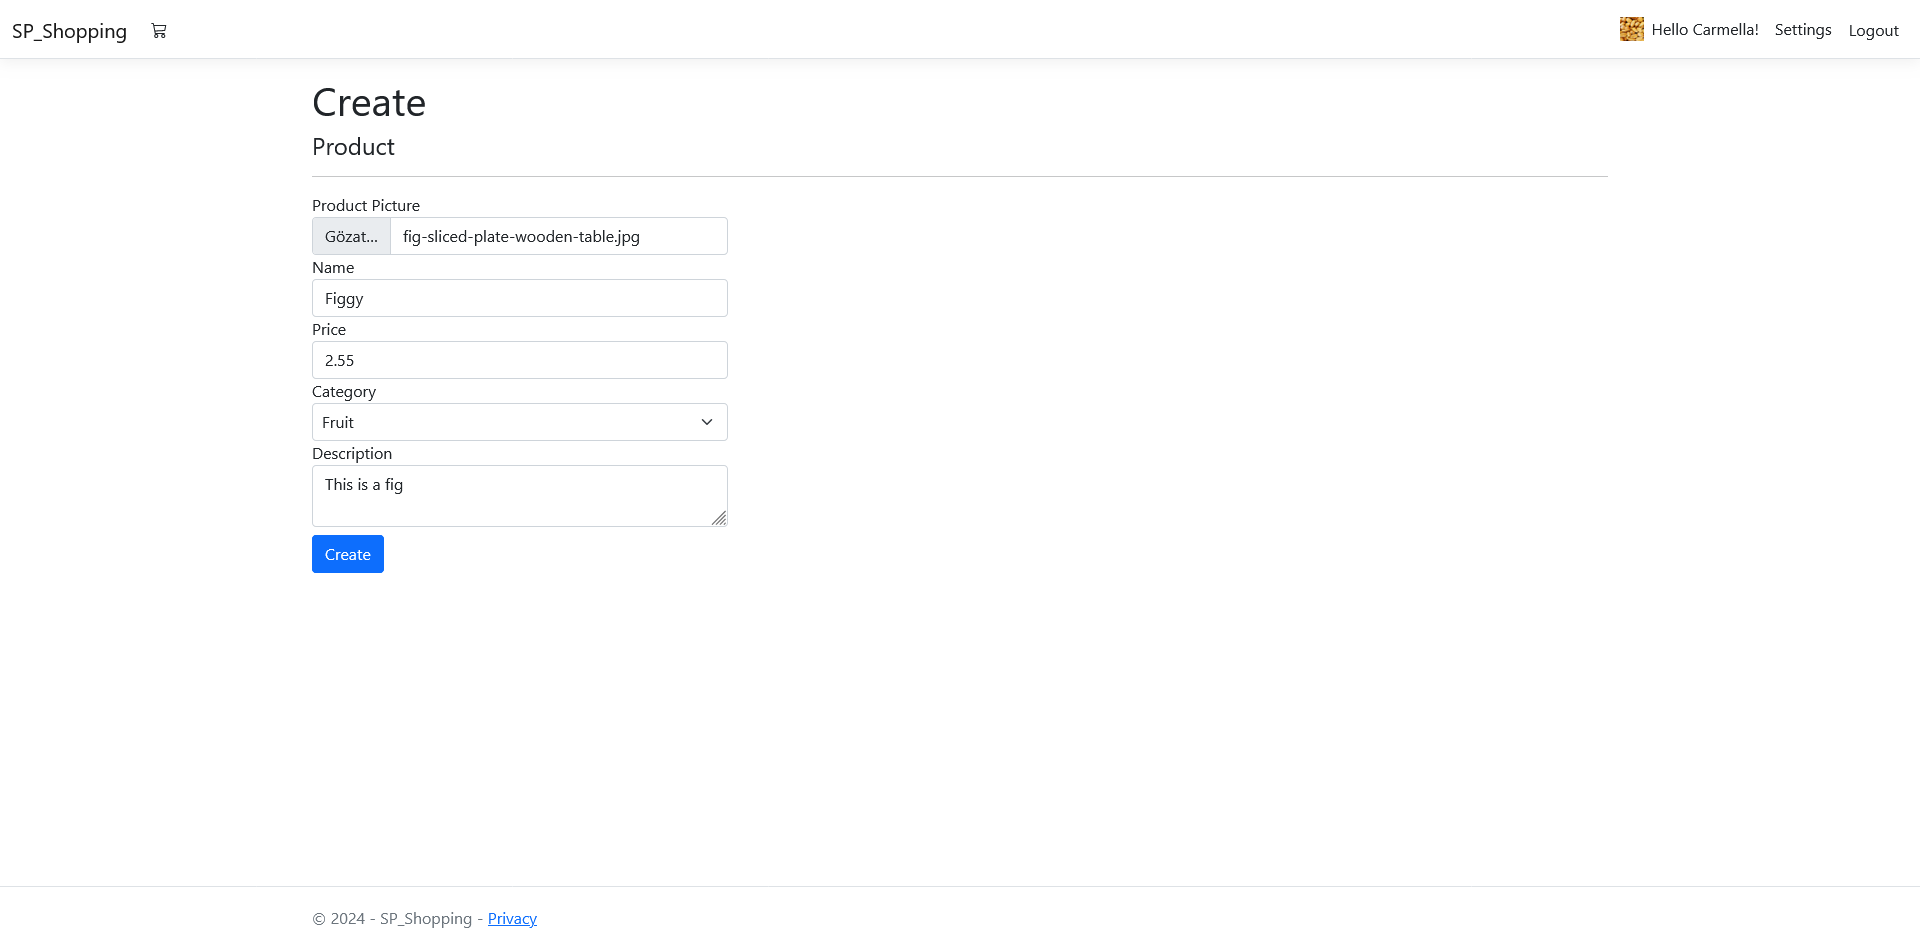 SP_Shopping Hello Carmella! Settings Logout
Create
Product
Product Picture
Gözat... fig-sliced-plate-wooden-table.jpg
Name
Figgy
Price
2.55
Category
Fruit
Description
This is a fig
Create
© 2024 - SP_Shopping - Privacy